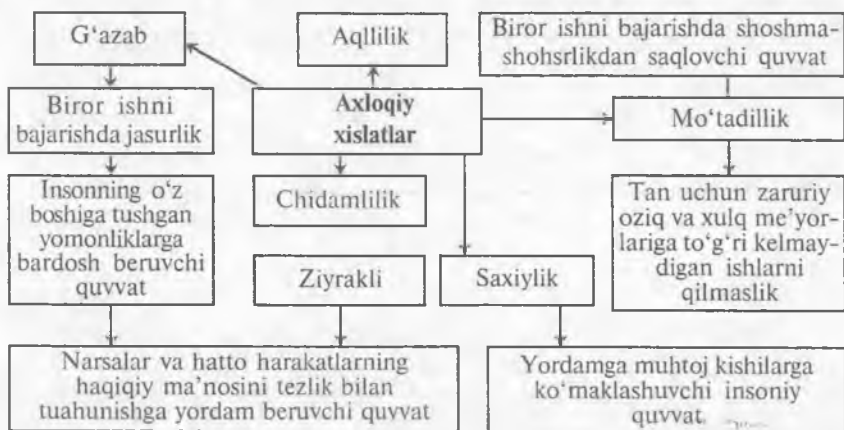 G‘azab
Aqllilik
Biror ishni bajarishda shoshma-
shohsrlikdan saqlovchi quvvat
Biror ishni
bajarishda jasurlik
Axloqiy
xislatlar
Mo‘tadillik
Insonning o‘z
boshiga tushgan
yomonliklarga
bardosh beruvchi
quvvat
Chidamlilik
Tan uchun zaruriy
oziq va xulq me’yor-
lariga to‘g‘ri kelmay-
digan ishlarni
qilmaslik
Ziyrakli
Saxiylik
Narsalar va hatto harakatlarning
haqiqiy ma’nosini tezlik bilan
tuahunishga yordam beruvchi quvvat
Yordamga muhtoj kishilarga
ko‘maklashuvchi insoniy
quvvat.